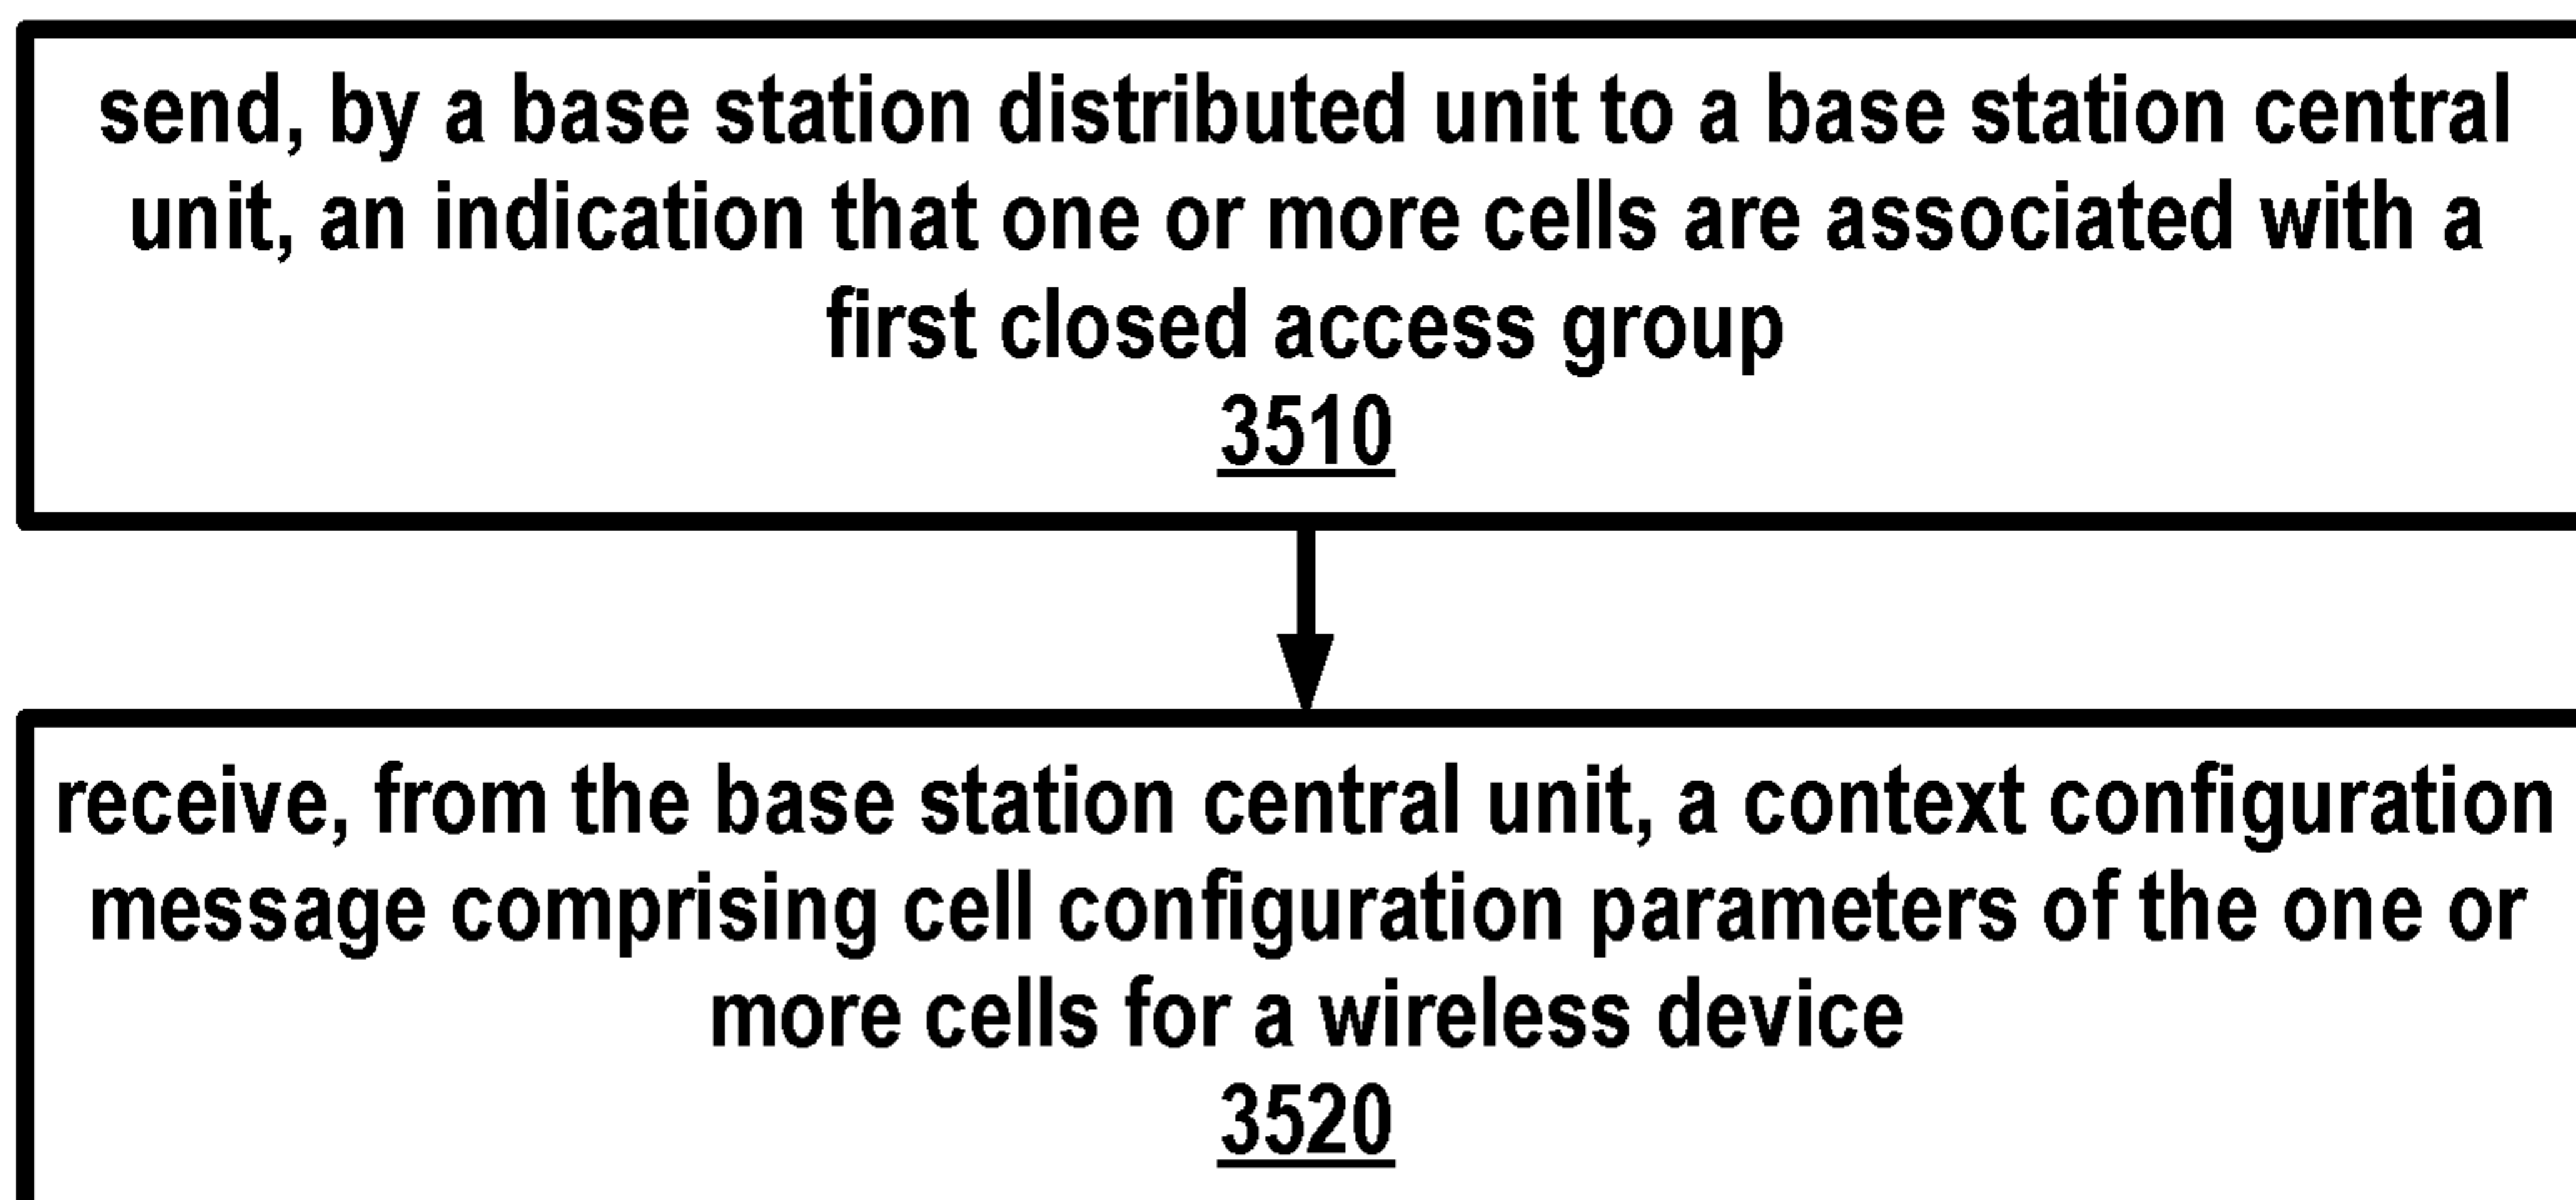 send, by a base station distributed unit to a base station central
unit, an indication that one or more cells are associated with a
first closed access group
3510
receive, from the base station central unit, a context configuration
message comprising cell configuration parameters of the one or
more cells for a wireless device
3520